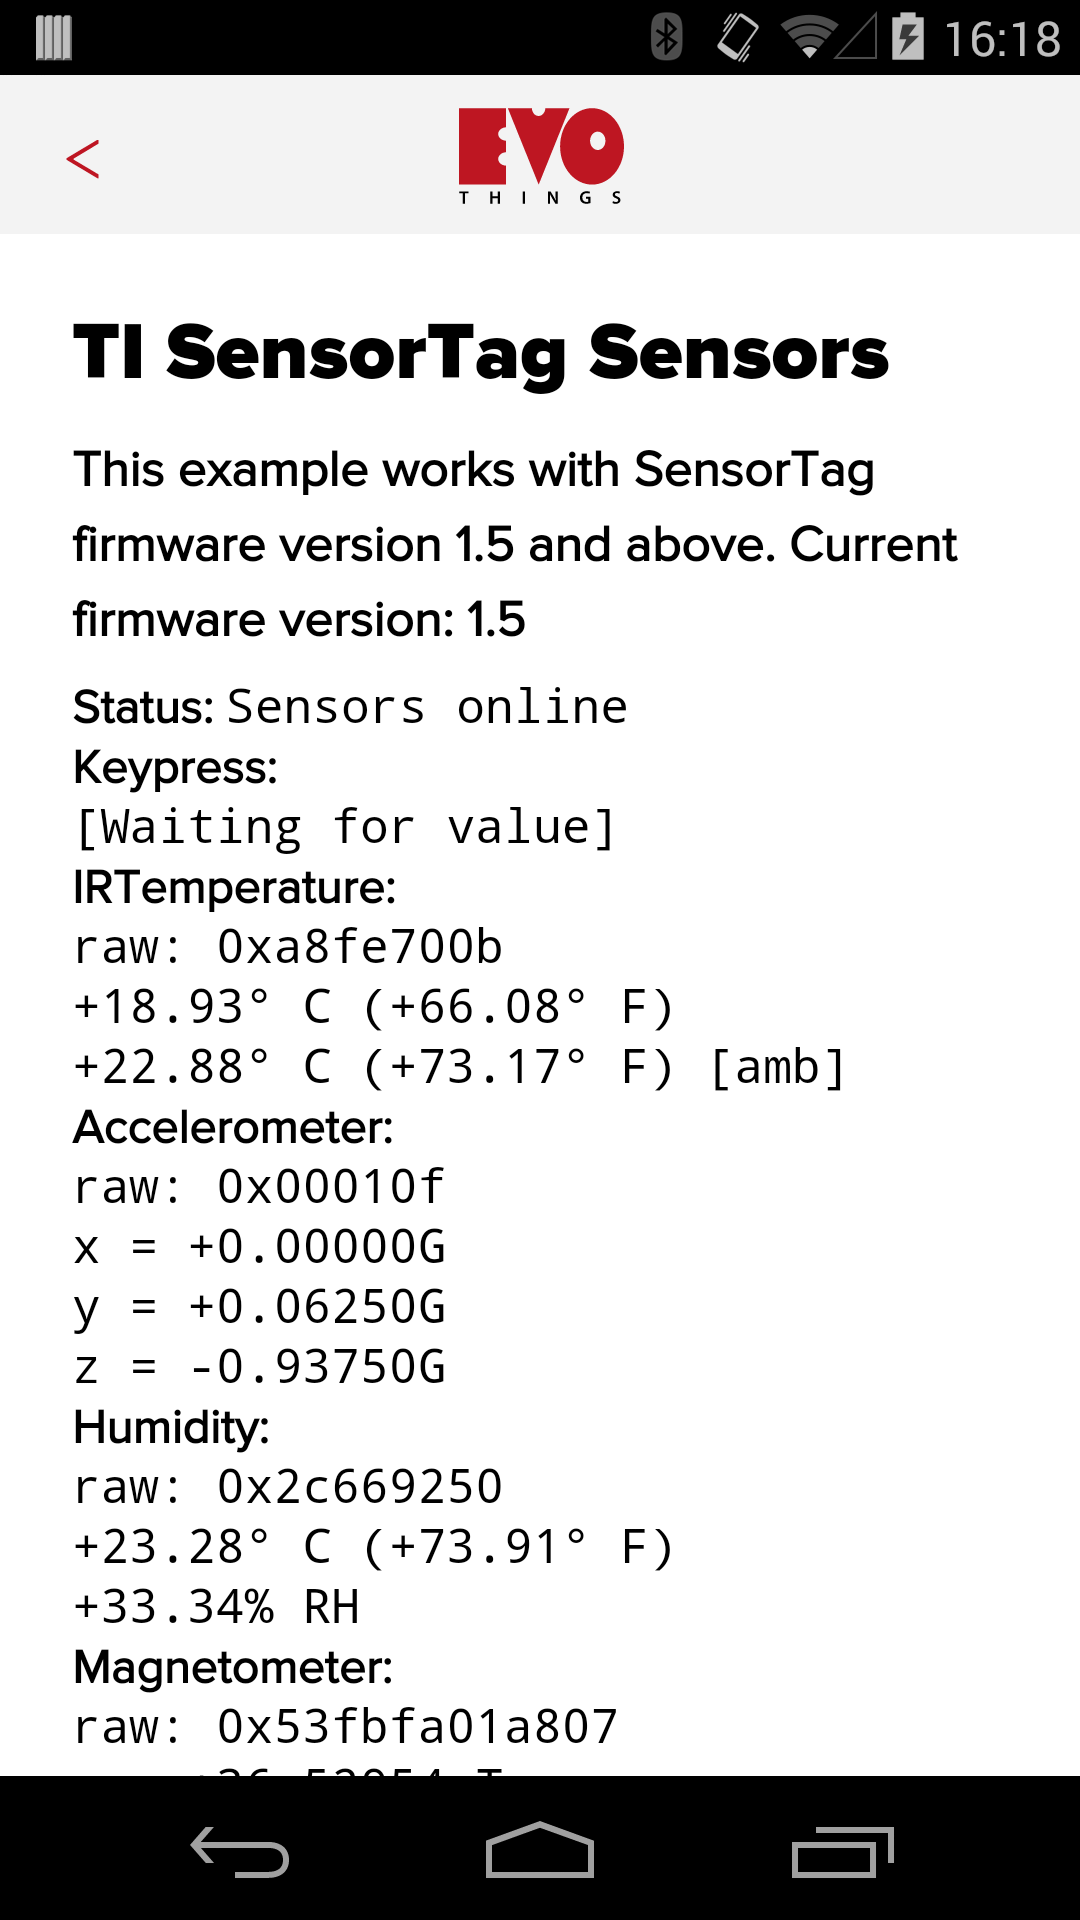 16:18
<
EVO
THINGS
TI SensorTag Sensors
This example works with SensorTag
firmware version 1.5 and above. Current
firmware version: 1.5
Status: Sensors online
Keypress:
[Waiting for value]
IRTemperature:
raw: 0xa8fe700b
+18.93° C (+66.08° F)
+22.88° C (+73.17° F) [amb]
Accelerometer:
raw: 0x00010f
x = +0.00000G
y = +0.06250G
z = -0.93750G
Humidity:
raw: 0x2c669250
+23.28° C (+73.91° F)
+33.34% RH
Magnetometer:
raw: 0x53fbfa01a807